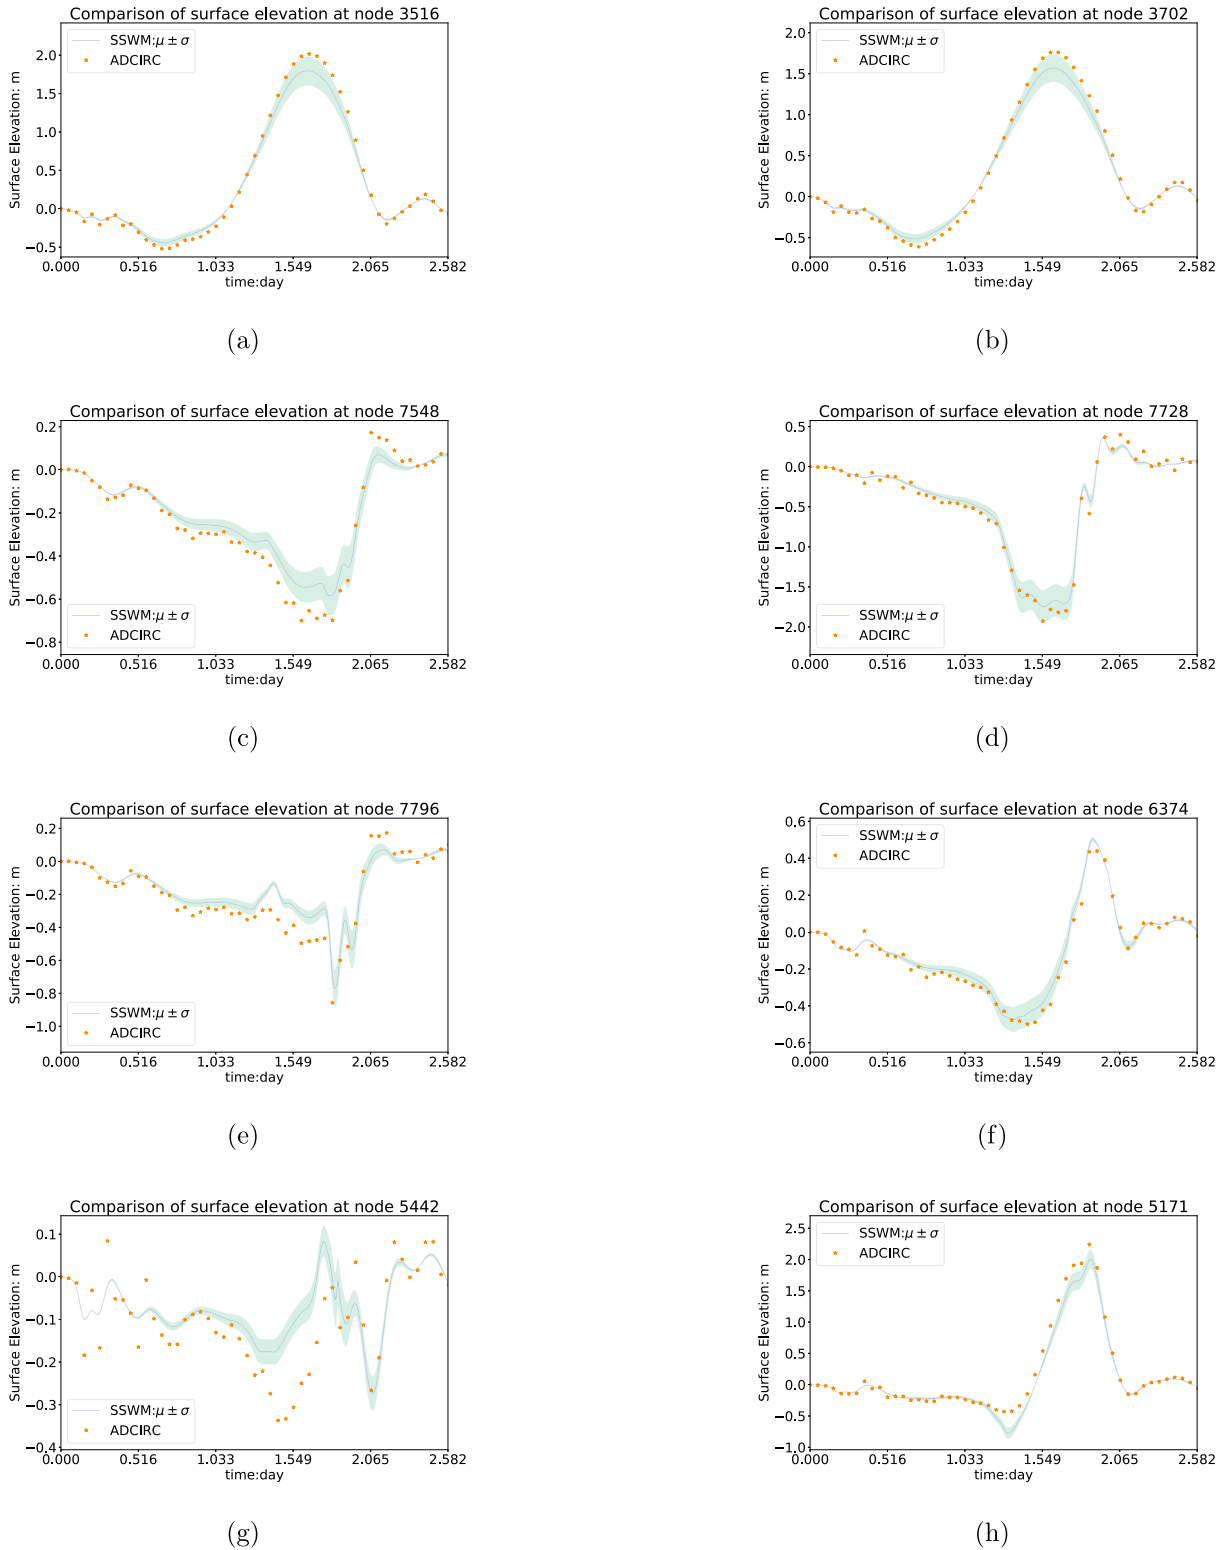 Comparison of surface elevation at node 3516
Surface Elevation: m
2.0
1.5
1.0
0.5
0.0
−0.5
SSWM:μ ± σ
ADCIRC
0.000 0.516 1.033 1.549 2.065 2.582
time:day
(a)
Comparison of surface elevation at node 3702
Surface Elevation: m
2.0
1.5
1.0
0.5
0.0
−0.5
SSWM:μ ± σ
ADCIRC
0.000 0.516 1.033 1.549 2.065 2.582
time:day
(b)
Comparison of surface elevation at node 7548
Surface Elevation: m
0.2
0.0
−0.2
−0.4
−0.6
−0.8
SSWM:μ ± σ
ADCIRC
0.000 0.516 1.033 1.549 2.065 2.582
time:day
(c)
Comparison of surface elevation at node 7728
Surface Elevation: m
0.5
0.0
−0.5
−1.0
−1.5
−2.0
SSWM:μ ± σ
ADCIRC
0.000 0.516 1.033 1.549 2.065 2.582
time:day
(d)
Comparison of surface elevation at node 7796
Surface Elevation: m
0.2
0.0
−0.2
−0.4
−0.6
−0.8
−1.0
SSWM:μ ± σ
ADCIRC
0.000 0.516 1.033 1.549 2.065 2.582
time:day
(e)
Comparison of surface elevation at node 6374
Surface Elevation: m
0.6
0.4
0.2
0.0
−0.2
−0.4
−0.6
SSWM:μ ± σ
ADCIRC
0.000 0.516 1.033 1.549 2.065 2.582
time:day
(f)
Comparison of surface elevation at node 5442
Surface Elevation: m
0.1
0.0
−0.1
−0.2
−0.3
−0.4
SSWM:μ ± σ
ADCIRC
0.000 0.516 1.033 1.549 2.065 2.582
time:day
(g)
Comparison of surface elevation at node 5171
Surface Elevation: m
2.5
2.0
1.5
1.0
0.5
0.0
−0.5
−1.0
SSWM:μ ± σ
ADCIRC
0.000 0.516 1.033 1.549 2.065 2.582
time:day
(h)